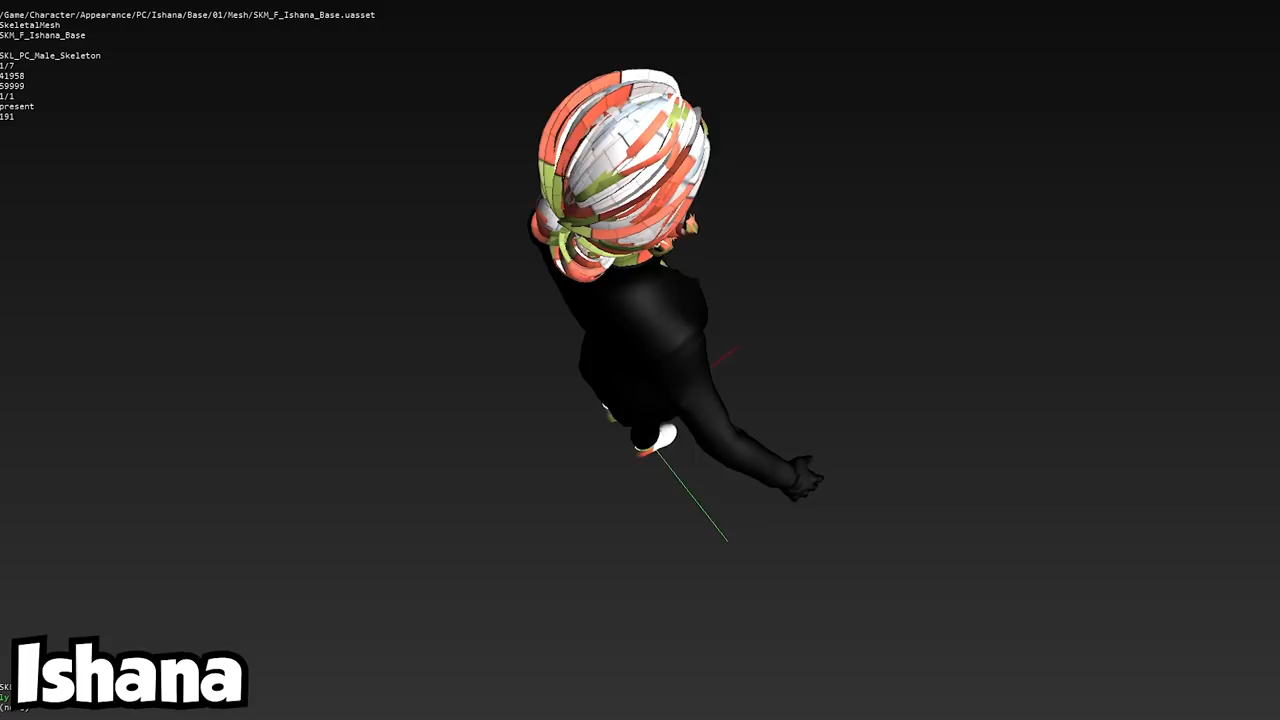 /Game/Character/Appearance/PC/Ishana/Base/01/Mesh/SKM_F_Ishana_Base.uasset
SkeletalMesh
SKM_F_Ishana_Base
SKL_PC_Male_Skeleton
1/7
41958
59999
1/1
present
191
Ishana